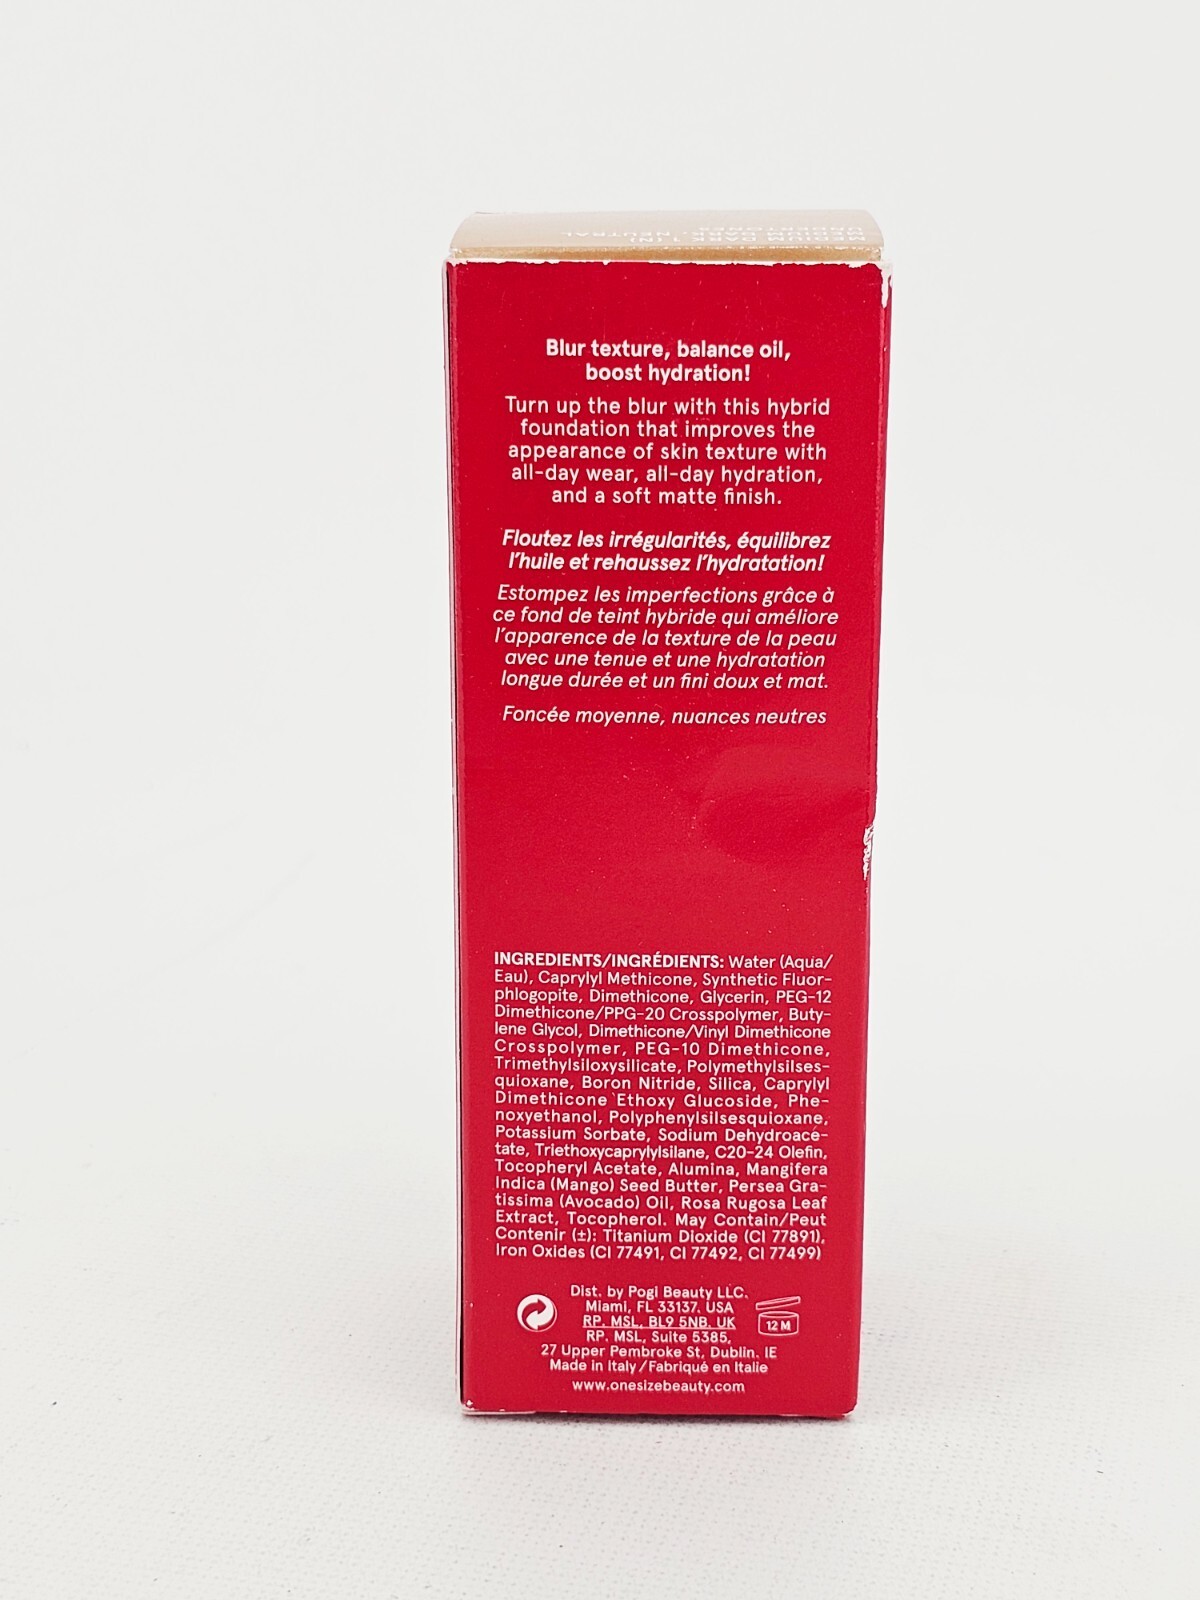 MEDIUM DARK 1 (N)
NEUTRAL
UNDERTONES
Blur texture, balance oil,
boost hydration!
Turn up the blur with this hybrid
foundation that improves the
appearance of skin texture with
all-day wear, all-day hydration,
and a soft matte finish.
Floutez les irrégularités, équilibrez
l'huile et rehaussez l'hydratation!
Estompez les imperfections grâce à
ce fond de teint hybride qui améliore
l'apparence de la texture de la peau
avec une tenue et une hydratation
longue durée et un fini doux et mat.
Foncée moyenne, nuances neutres
INGREDIENTS/INGRÉDIENTS: Water (Aqua/
Eau), Caprylyl Methicone, Synthetic Fluor-
phlogopite, Dimethicone, Glycerin, PEG-12
Dimethicone/PPG-20 Crosspolymer, Buty-
lene Glycol, Dimethicone/Vinyl Dimethicone
Crosspolymer, PEG-10 Dimethicone,
Trimethylsiloxysilicate, Polymethylsilses-
quioxane, Boron Nitride, Silica, Caprylyl
Dimethicone Ethoxy Glucoside, Phe-
noxyethanol, Polyphenylsilsesquioxane,
Potassium Sorbate, Sodium Dehydroace-
tate, Triethoxycaprylylsilane, C20-24 Olefin,
Tocopheryl Acetate, Alumina, Mangifera
Indica (Mango) Seed Butter, Persea Gra-
tissima (Avocado) Oil, Rosa Rugosa Leaf
Extract, Tocopherol. May Contain/Peut
Contenir (±): Titanium Dioxide (CI 77891),
Iron Oxides (CI 77491, CI 77492, CI 77499)
Dist. by Pogi Beauty LLC.
Miami, FL 33137. USA
RP. MSL, BL9 5NB. UK
RP. MSL, Suite 5385,
27 Upper Pembroke St, Dublin. IE
Made in Italy/Fabriqué en Italie
www.onesizebeauty.com
12 M